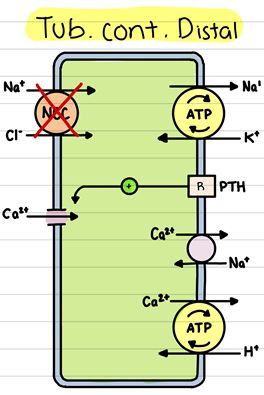 Tub. cont. Distal
Na⁺
NCC
Cl⁻
Na⁺
ATP
K⁺
+
R
PTH
Ca²⁺
Ca²⁺
Na⁺
Ca²⁺
ATP
H⁺